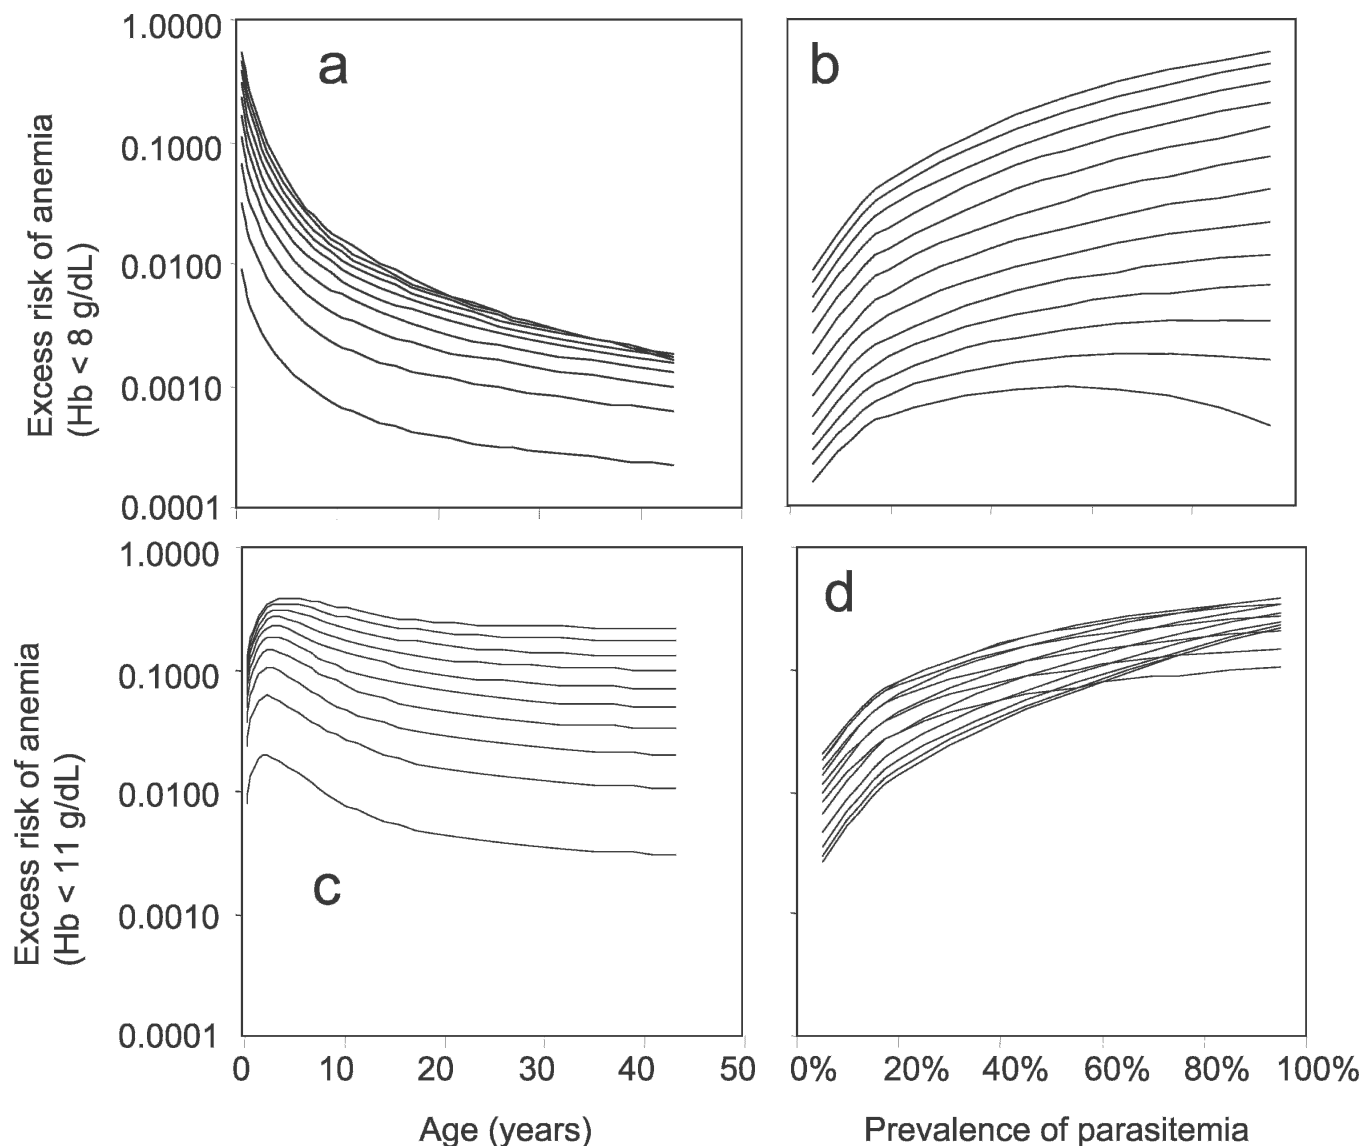 1.0000
0.1000
0.0100
0.0010
0.0001
Excess risk of anemia
(Hb < 8 g/dL)
a
b
1.0000
0.1000
0.0100
0.0010
0.0001
Excess risk of anemia
(Hb < 11 g/dL)
c
d
0 10 20 30 40 50
0% 20% 40% 60% 80% 100%
Age (years)
Prevalence of parasitemia